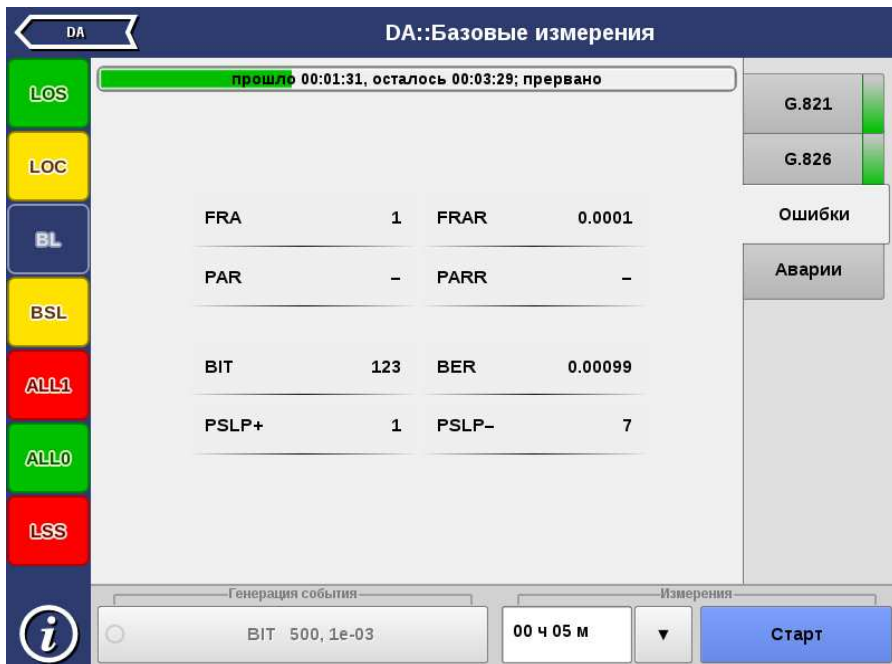 DA
DA::Базовые измерения
LOS
LOC
BL
BSL
ALL1
ALL0
LSS
прошло 00:01:31, осталось 00:03:29; прервано
FRA 1 FRAR 0.0001
PAR – PARR –
BIT 123 BER 0.00099
PSLP+ 1 PSLP– 7
G.821
G.826
Ошибки
Аварии
Генерация события
BIT 500, 1e-03
Измерения
00 ч 05 м
Старт
i